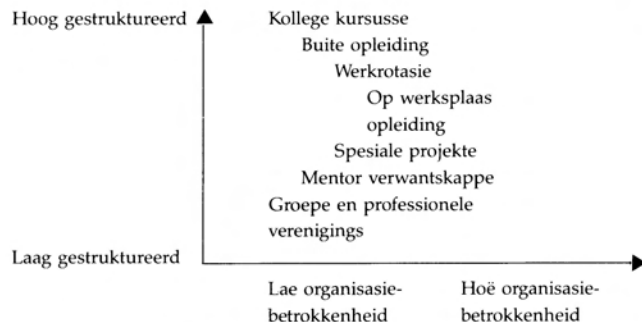 Hoog gestruktureerd
Kollege kursusse
Buite opleiding
Werkrotasie
Op werksplaas
opleiding
Spesiale projekte
Mentor verwantskappe
Groepe en professionele
verenigings
Laag gestruktureerd
Lae organisasie-
betrokkenheid
Hoë organisasie-
betrokkenheid